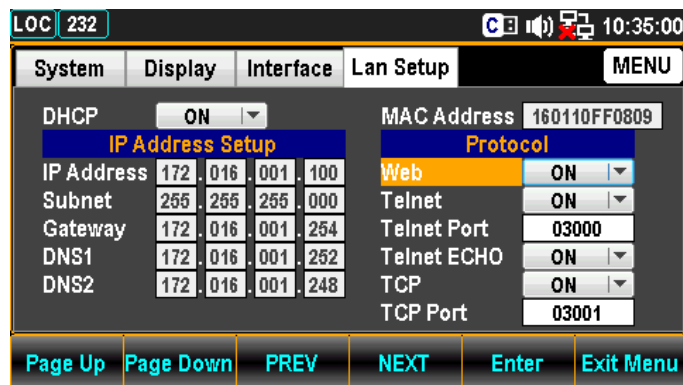 LOC 232 C 10:35:00
System Display Interface Lan Setup MENU
DHCP ON MAC Address 160110FF0809
IP Address Setup Protocol
IP Address 172 . 016 . 001 . 100 Web ON
Subnet 255 . 255 . 255 . 000 Telnet ON
Gateway 172 . 016 . 001 . 254 Telnet Port 03000
DNS1 172 . 016 . 001 . 252 Telnet ECHO ON
DNS2 172 . 016 . 001 . 248 TCP ON
TCP Port 03001
Page Up Page Down PREV NEXT Enter Exit Menu